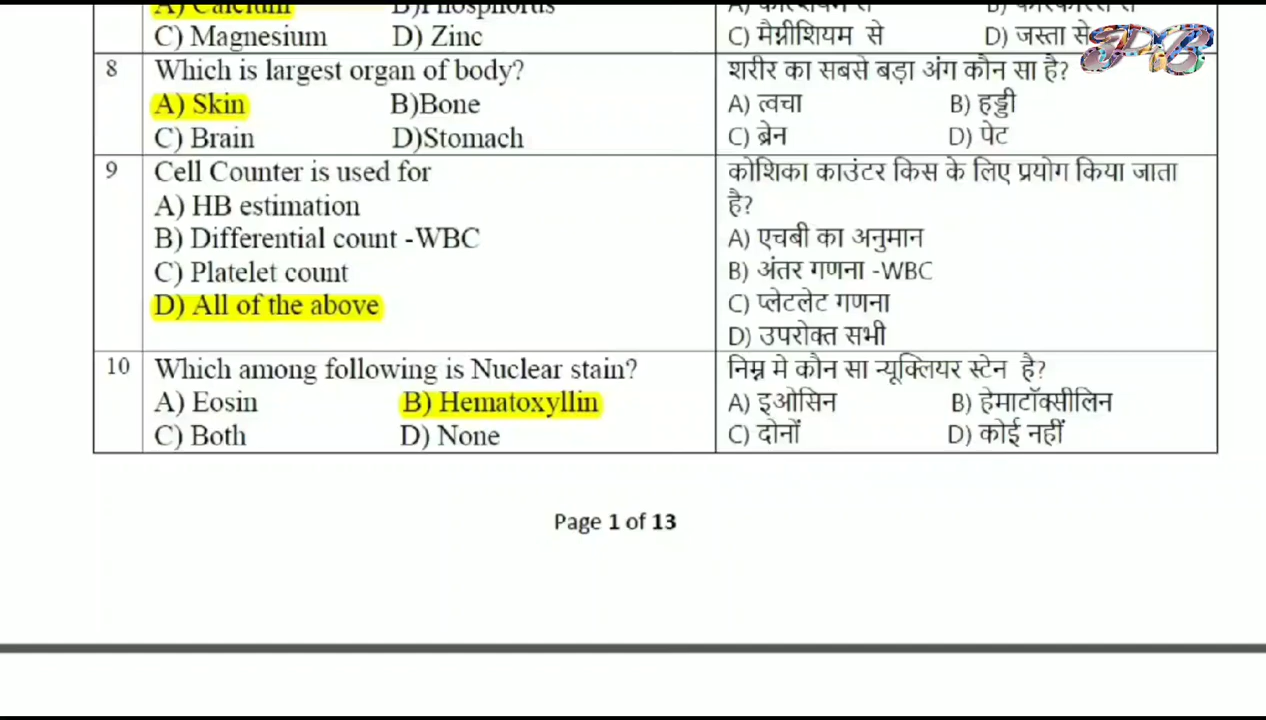 A) Calcium B)Phosphorus
C) Magnesium D) Zinc
C) मैग्नीशियम से D) जस्ता से
8 Which is largest organ of body?
A) Skin B)Bone
C) Brain D)Stomach
शरीर का सबसे बड़ा अंग कौन सा है?
A) त्वचा B) हड्डी
C) ब्रेन D) पेट
9 Cell Counter is used for
A) HB estimation
B) Differential count -WBC
C) Platelet count
D) All of the above
कोशिका काउंटर किस के लिए प्रयोग किया जाता
है?
A) एचबी का अनुमान
B) अंतर गणना -WBC
C) प्लेटलेट गणना
D) उपरोक्त सभी
10 Which among following is Nuclear stain?
A) Eosin B) Hematoxyllin
C) Both D) None
निम्न मे कौन सा न्यूक्लियर स्टेन है?
A) इओसिन B) हेमाटॉक्सीलिन
C) दोनों D) कोई नहीं
Page 1 of 13